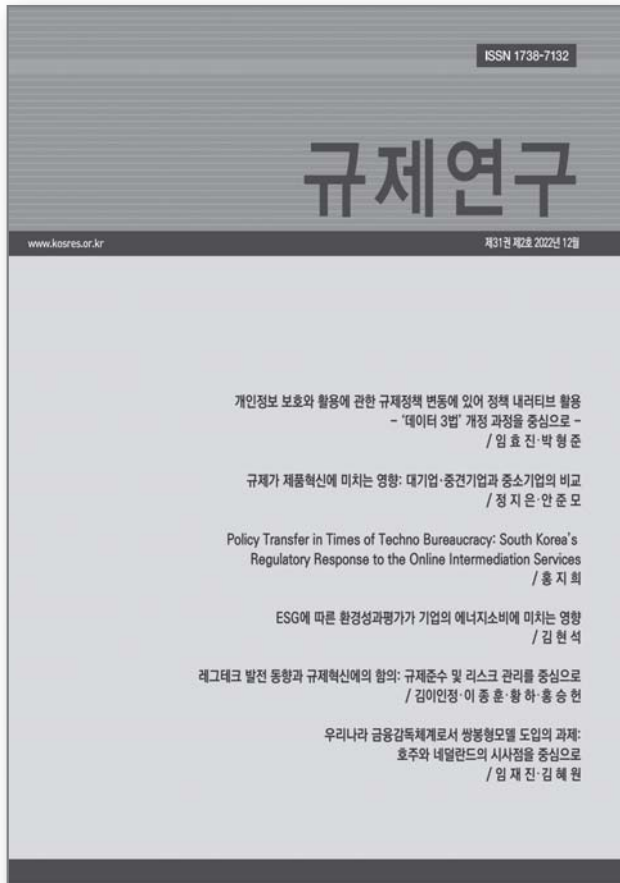 ISSN 1738-7132
규제연구
www.kosres.or.kr
제31권 제2호 2022년 12월
개인정보 보호와 활용에 관한 규제정책 변동에 있어 정책 내러티브 활용
- '데이터 3법' 개정 과정을 중심으로 -
/ 임 효 진·박 형 준
규제가 제품혁신에 미치는 영향: 대기업·중견기업과 중소기업의 비교
/ 정 지 은·안 준 모
Policy Transfer in Times of Techno Bureaucracy: South Korea's
Regulatory Response to the Online Intermediation Services
/ 홍 지 희
ESG에 따른 환경성과평가가 기업의 에너지소비에 미치는 영향
/ 김 현 석
레그테크 발전 동향과 규제혁신에의 함의: 규제준수 및 리스크 관리를 중심으로
/ 김이인정·이 종 훈·황 하·홍 승 헌
우리나라 금융감독체계로서 쌍봉형모델 도입의 과제:
호주와 네덜란드의 시사점을 중심으로
/ 임 재 진·김 혜 원